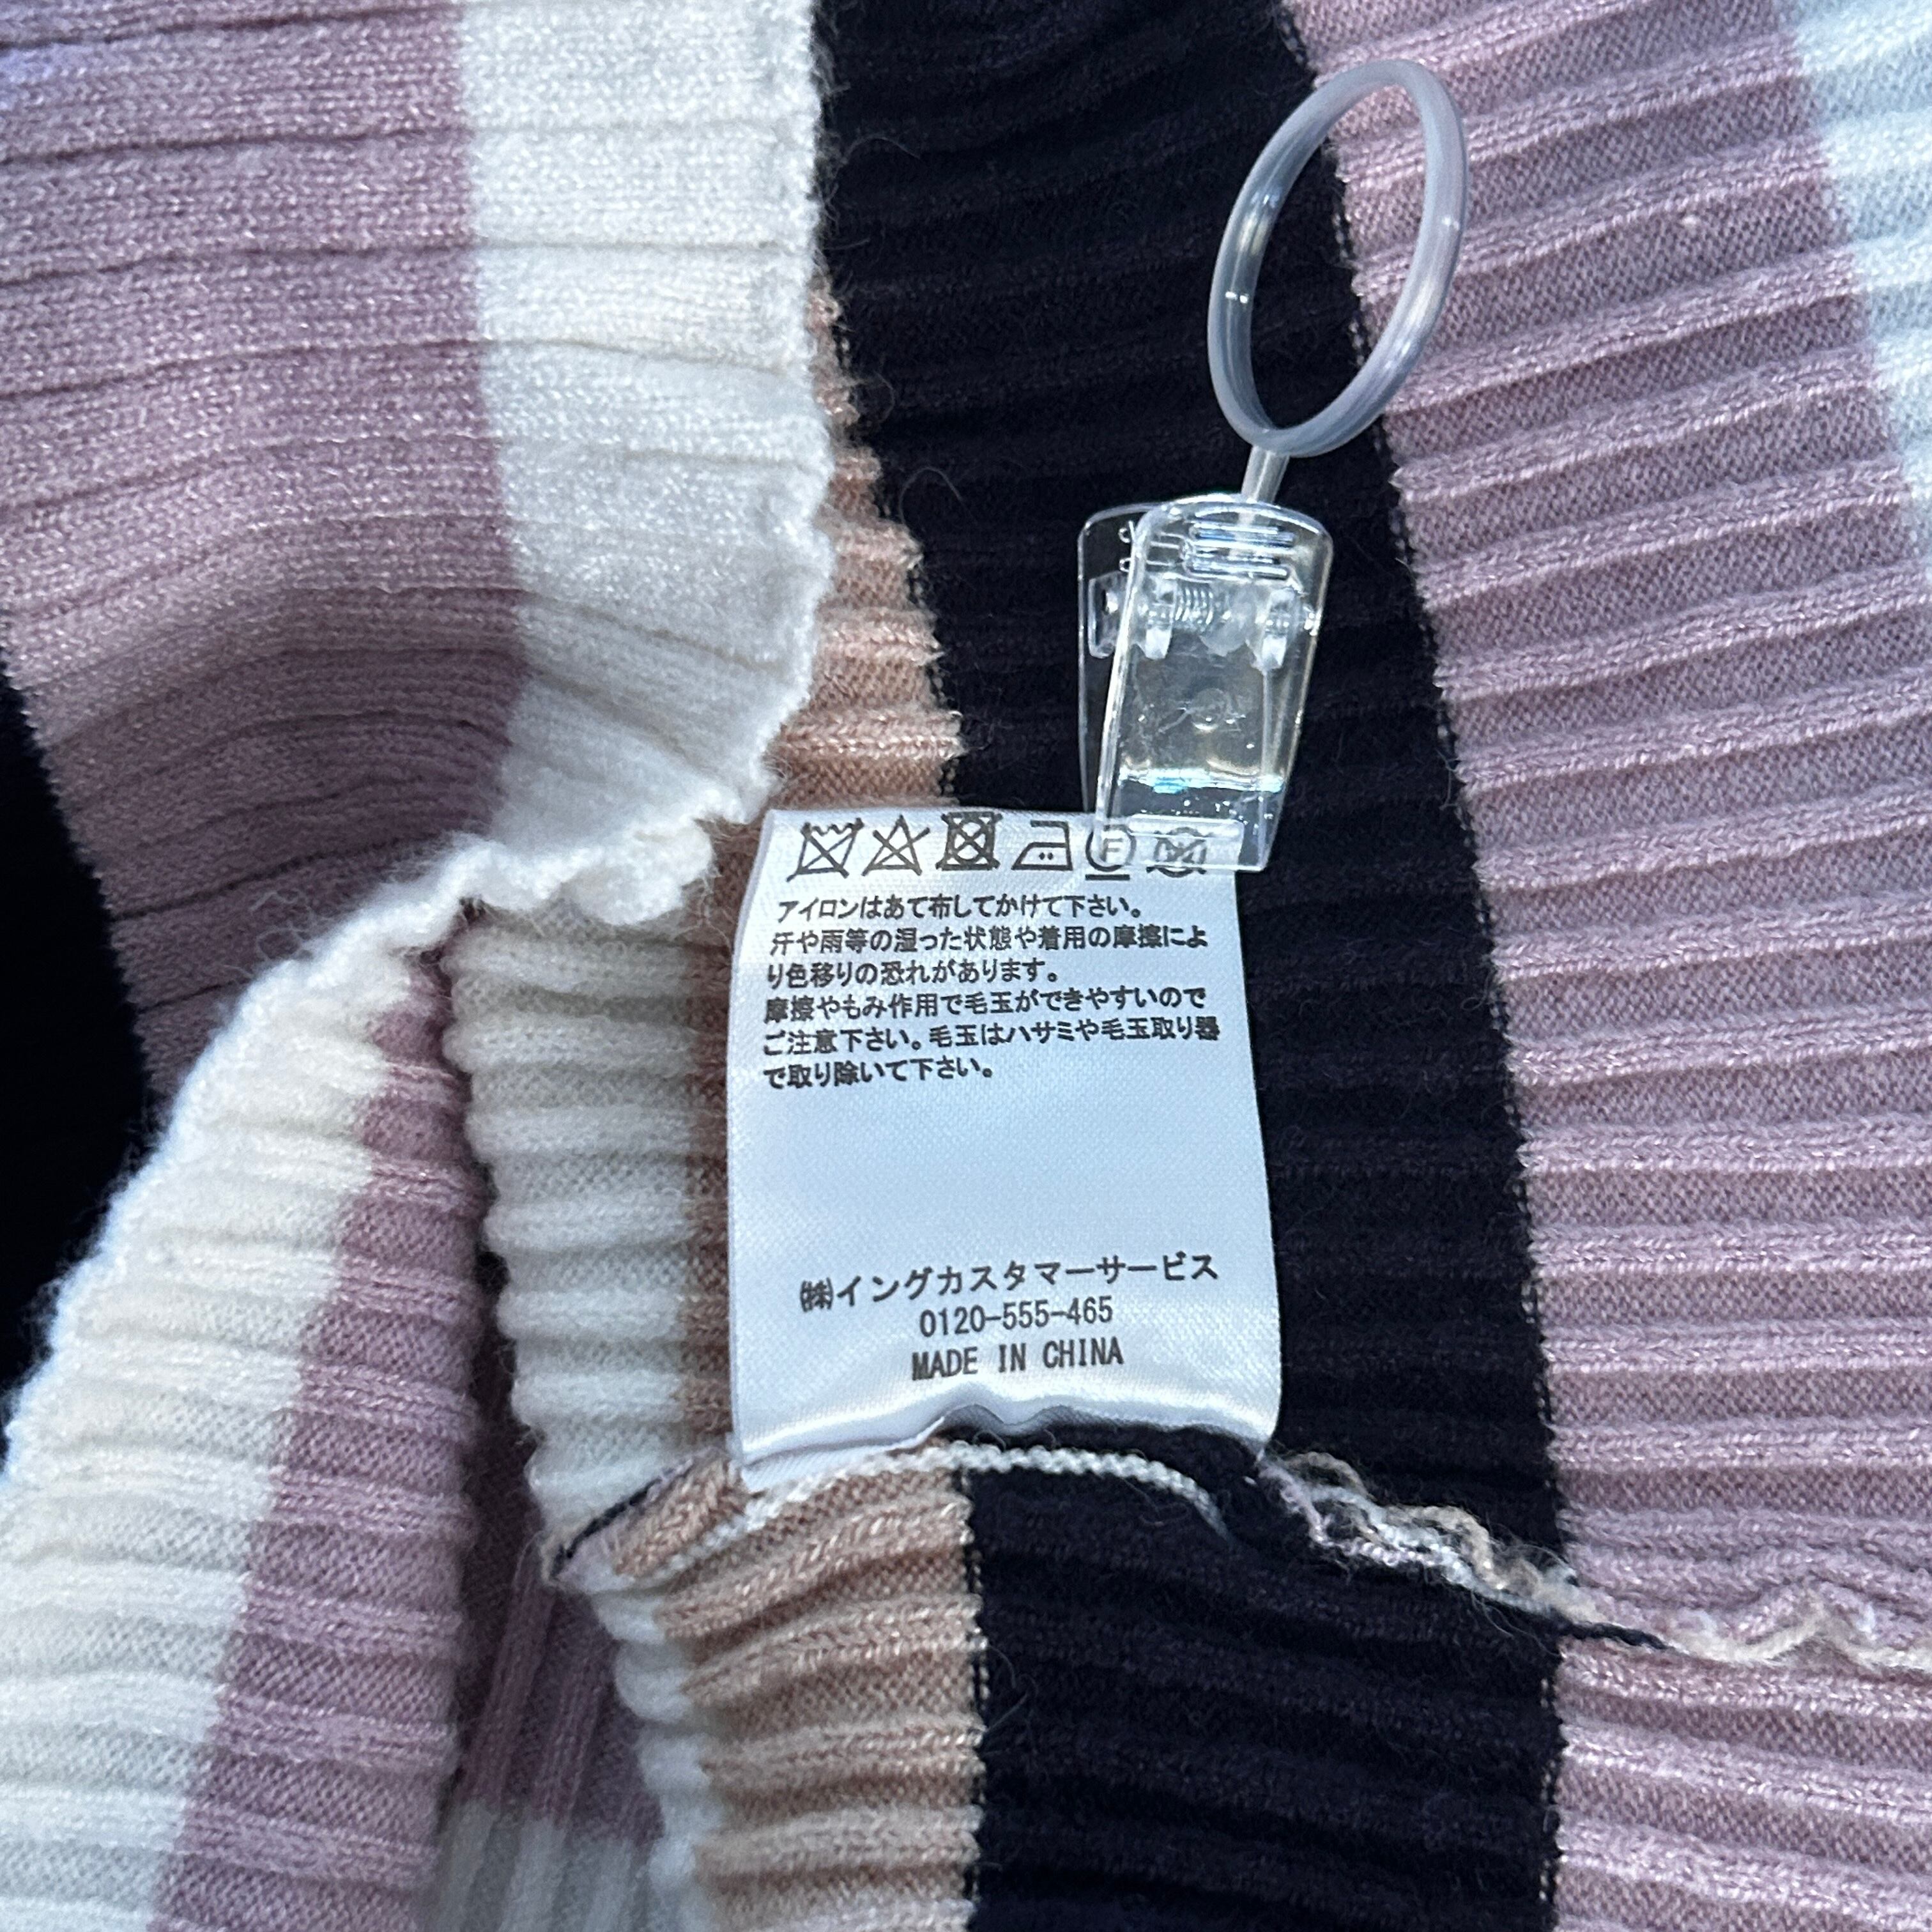 アイロンはあて布してかけて下さい。
汗や雨等の湿った状態や着用の摩擦によ
り色移りの恐れがあります。
摩擦やもみ作用で毛玉ができやすいので
ご注意下さい。毛玉はハサミや毛玉取り器
で取り除いて下さい。
㈱イングカスタマーサービス
0120-555-465
MADE IN CHINA